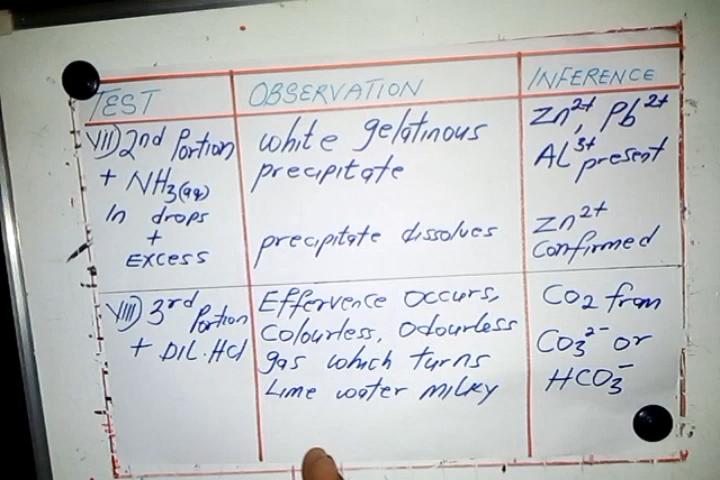 TEST OBSERVATION INFERENCE
VII) 2nd Portion
+ NH3(aq)
In drops
+
EXCESS
white gelatinous
precipitate
precipitate dissolves
Zn²⁺, Pb²⁺
AL³⁺ present
Zn²⁺
Confirmed
VIII) 3rd Portion
+ DIL. HCl
Effervence occurs,
Colourless, Odourless
gas which turns
Lime water milky
CO2 from
CO3²⁻ or
HCO3⁻